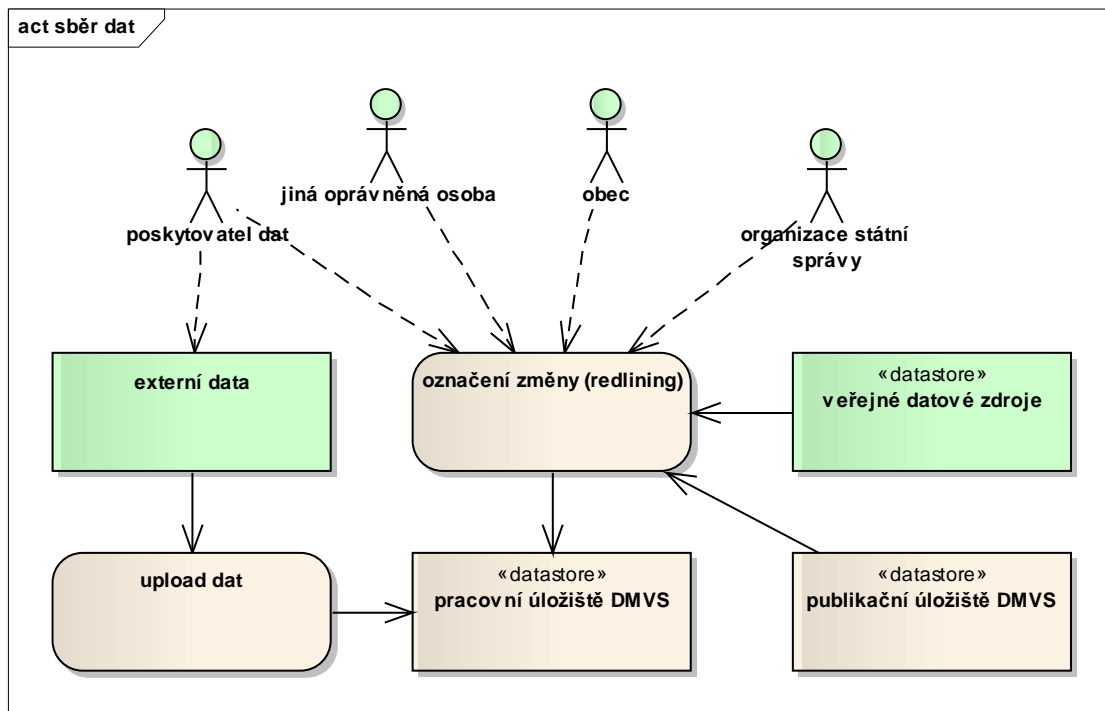 act sběr dat
jiná oprávněná osoba
obec
poskytovatel dat
organizace státní
správy
externí data
označení změny (redlining)
«datastore»
veřejné datové zdroje
upload dat
«datastore»
pracovní úložiště DMVS
«datastore»
publikační úložiště DMVS